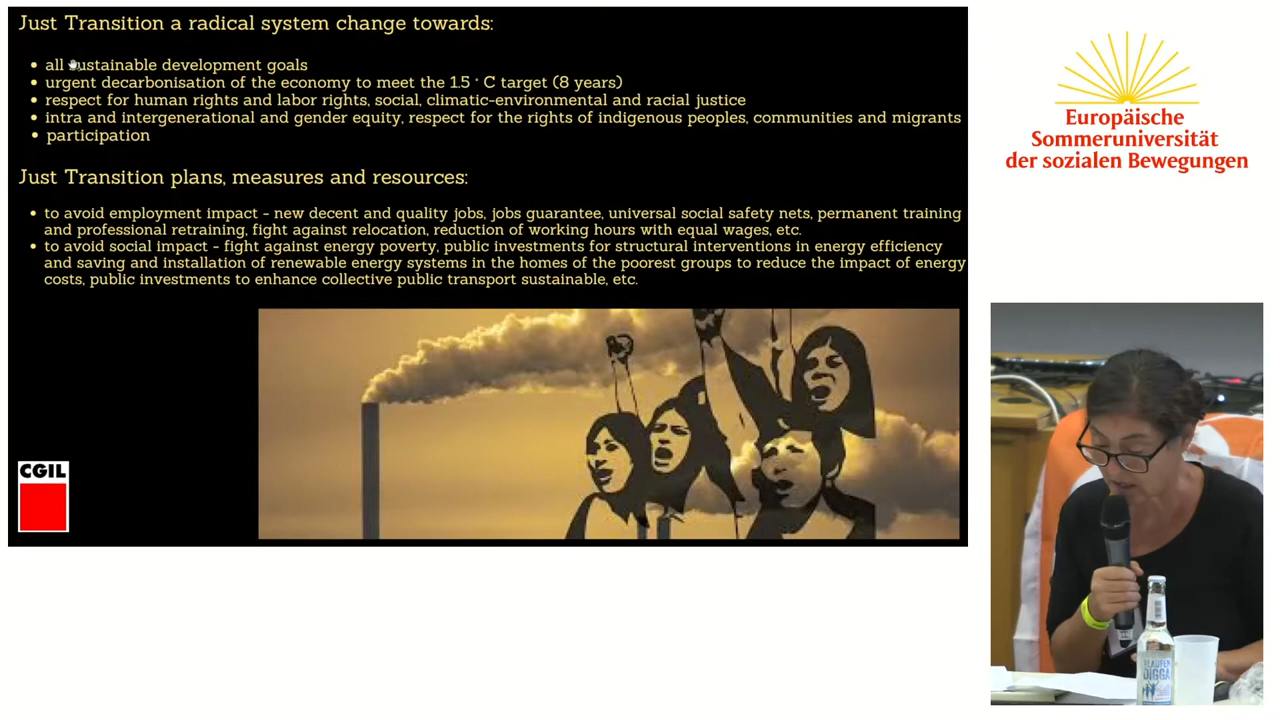 Just Transition a radical system change towards:
all sustainable development goals
urgent decarbonisation of the economy to meet the 1.5 ° C target (8 years)
respect for human rights and labor rights, social, climatic-environmental and racial justice
intra and intergenerational and gender equity, respect for the rights of indigenous peoples, communities and migrants
participation
Just Transition plans, measures and resources:
to avoid employment impact - new decent and quality jobs, jobs guarantee, universal social safety nets, permanent training
and professional retraining, fight against relocation, reduction of working hours with equal wages, etc.
to avoid social impact - fight against energy poverty, public investments for structural interventions in energy efficiency
and saving and installation of renewable energy systems in the homes of the poorest groups to reduce the impact of energy
costs, public investments to enhance collective public transport sustainable, etc.
CGIL
Europäische
Sommeruniversität
der sozialen Bewegungen
DIGGA